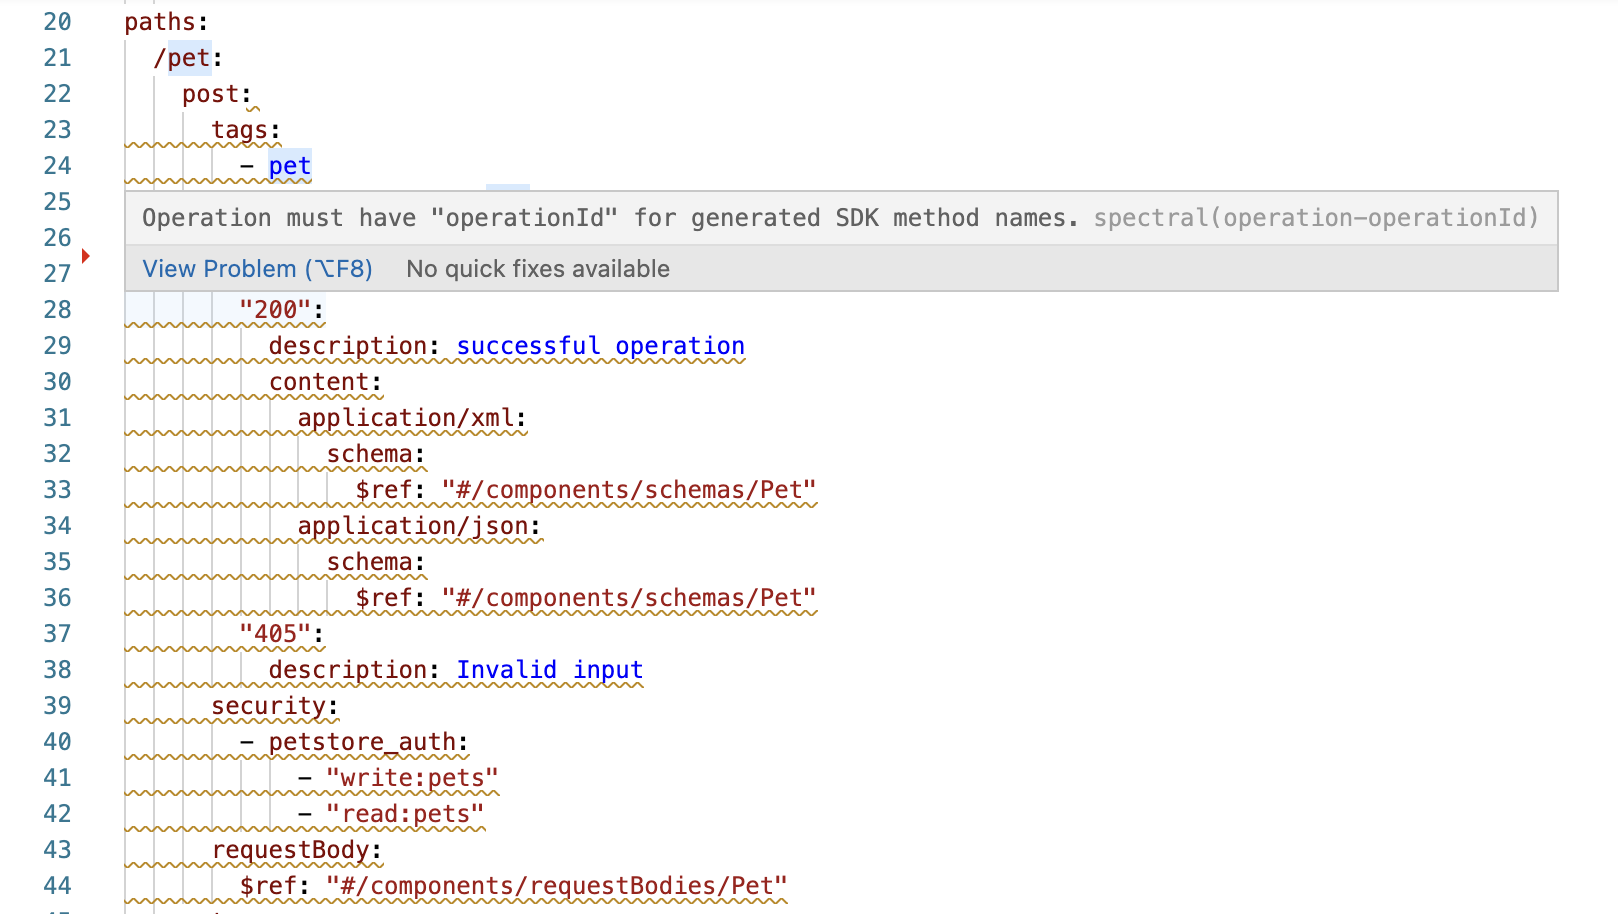 20 paths:
21 /pet:
22 post:
23 tags:
24 - pet
25
26
27
Operation must have "operationId" for generated SDK method names. spectral(operation-operationId)
View Problem (⌥F8) No quick fixes available
28 "200":
29 description: successful operation
30 content:
31 application/xml:
32 schema:
33 $ref: "#/components/schemas/Pet"
34 application/json:
35 schema:
36 $ref: "#/components/schemas/Pet"
37 "405":
38 description: Invalid input
39 security:
40 - petstore_auth:
41 - "write:pets"
42 - "read:pets"
43 requestBody:
44 $ref: "#/components/requestBodies/Pet"